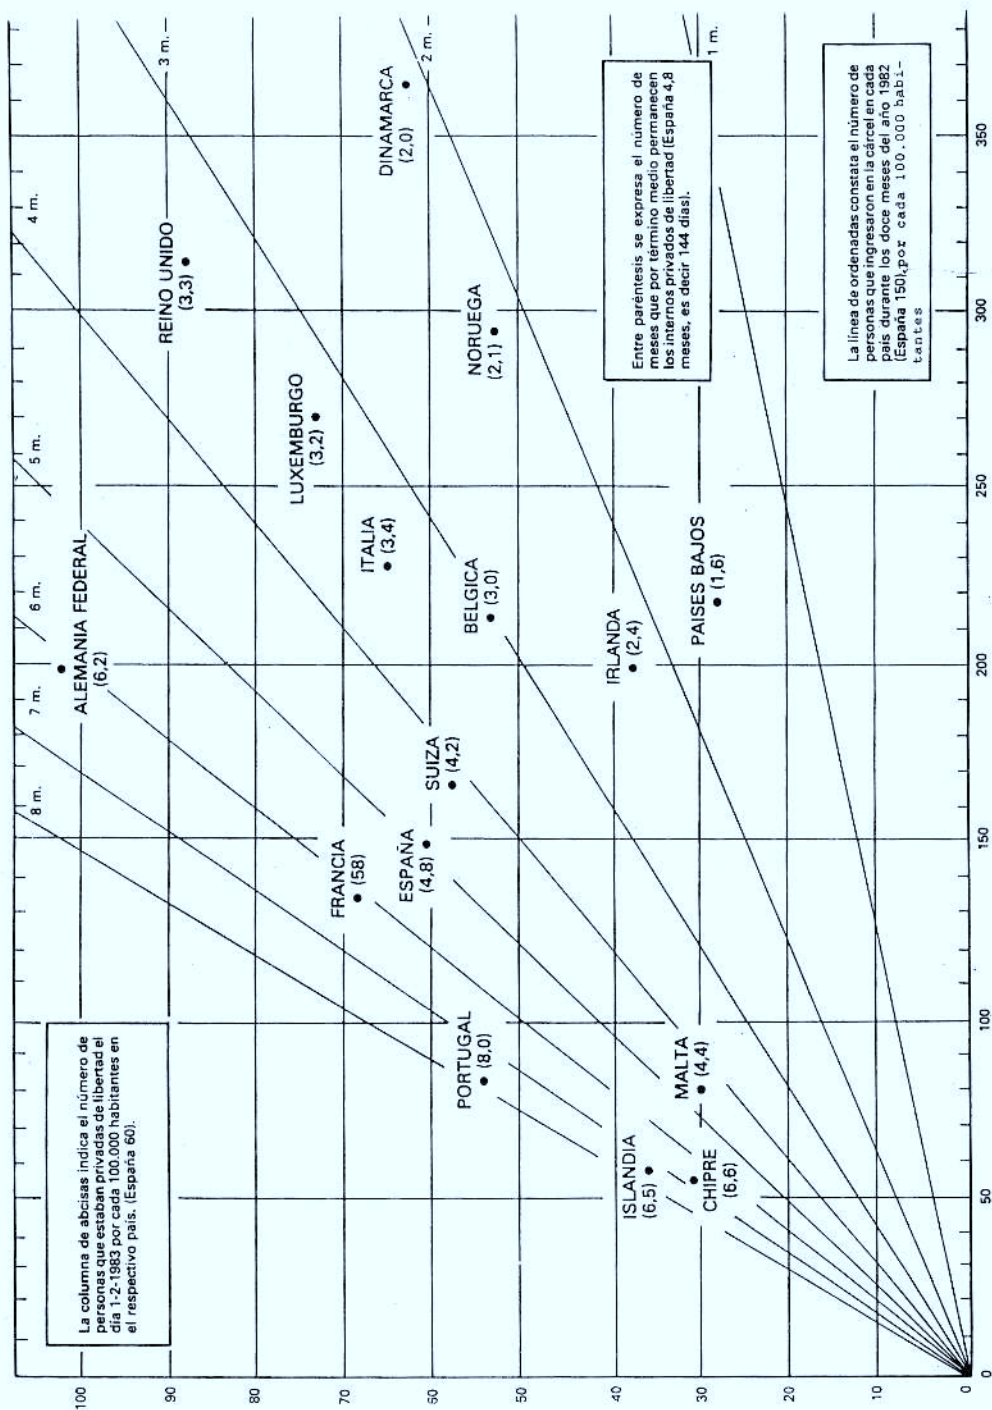 La columna de abcisas indica el número de
personas que estaban privadas de libertad el
día 1-2-1983 por cada 100.000 habitantes en
el respectivo país. (España 60).
8 m.
7 m.
6 m.
5 m.
4 m.
3 m.
2 m.
1 m.
ALEMANIA FEDERAL
(6,2)
REINO UNIDO
(3,3)
DINAMARCA
(2,0)
LUXEMBURGO
(3,2)
NORUEGA
(2,1)
ITALIA
(3,4)
BELGICA
(3,0)
FRANCIA
(58)
ESPAÑA
(4,8)
SUIZA
(4,2)
IRLANDA
(2,4)
PAISES BAJOS
(1,6)
PORTUGAL
(8,0)
ISLANDIA
(6,5)
CHIPRE
(6,6)
MALTA
(4,4)
Entre paréntesis se expresa el número de
meses que por término medio permanecen
los internos privados de libertad (España 4,8
meses, es decir 144 días).
La línea de ordenadas constata el número de
personas que ingresaron en la cárcel en cada
país durante los doce meses del año 1982
(España 150), por cada 100.000 habi-
tantes
100
90
80
70
60
50
40
30
20
10
0
0
50
100
150
200
250
300
350